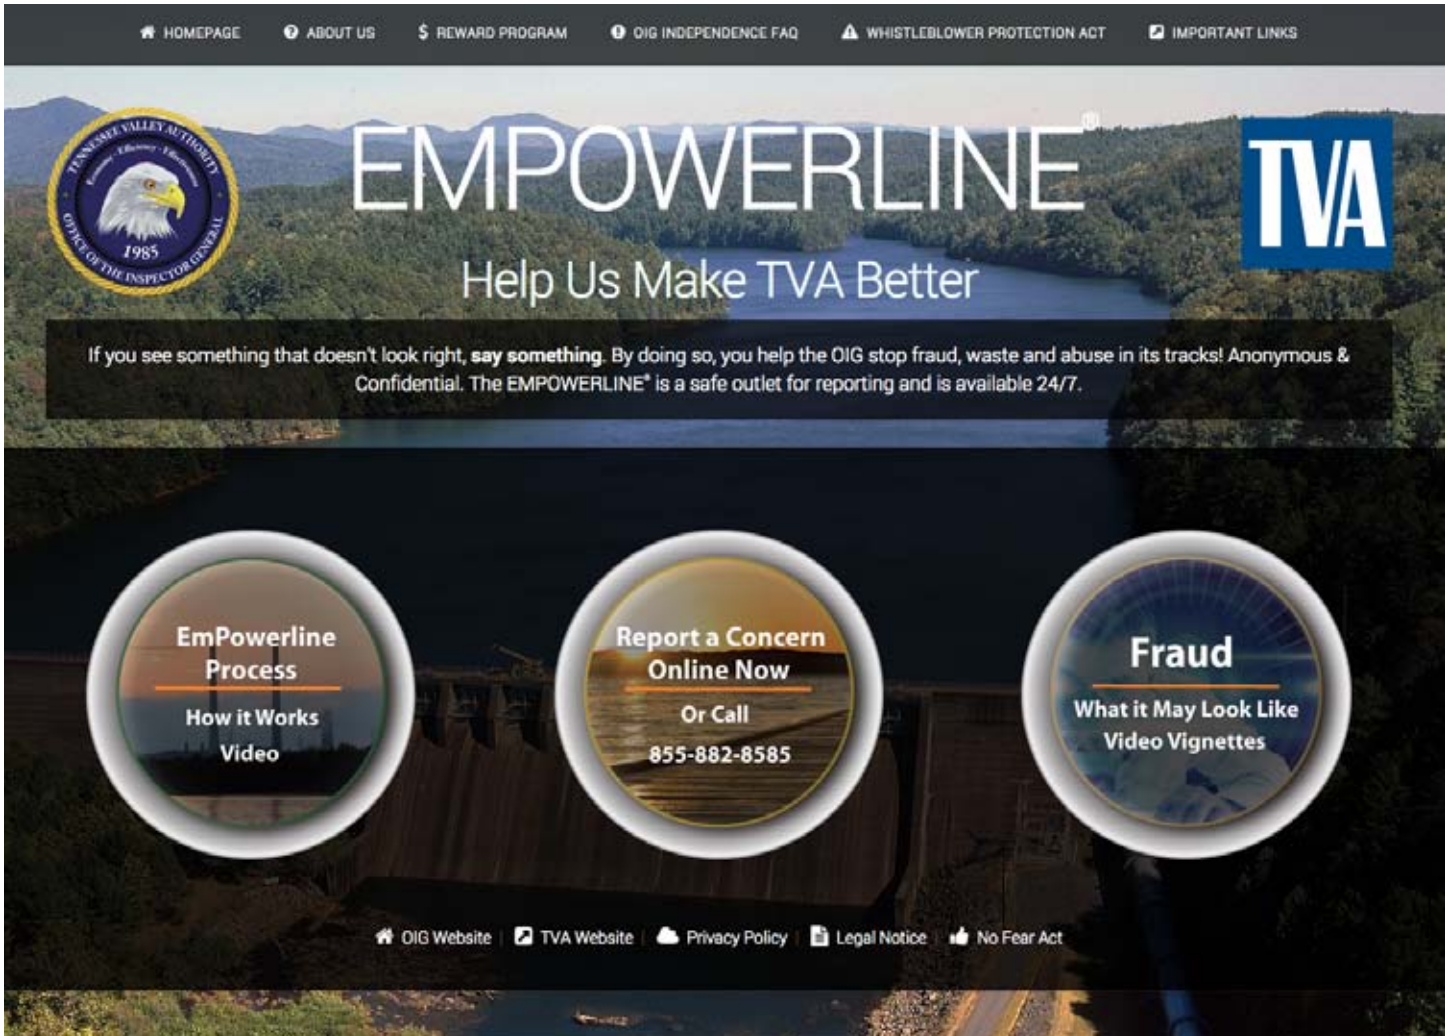 HOMEPAGE ABOUT US $ REWARD PROGRAM OIG INDEPENDENCE FAQ WHISTLEBLOWER PROTECTION ACT IMPORTANT LINKS
TENNESSEE VALLEY AUTHORITY
Economy · Efficiency · Effectiveness
1985
OFFICE OF THE INSPECTOR GENERAL
EMPOWERLINE®
TVA
Help Us Make TVA Better
If you see something that doesn't look right, say something. By doing so, you help the OIG stop fraud, waste and abuse in its tracks! Anonymous &
Confidential. The EMPOWERLINE® is a safe outlet for reporting and is available 24/7.
EmPowerline
Process
How it Works
Video
Report a Concern
Online Now
Or Call
855-882-8585
Fraud
What it May Look Like
Video Vignettes
OIG Website | TVA Website | Privacy Policy | Legal Notice | No Fear Act